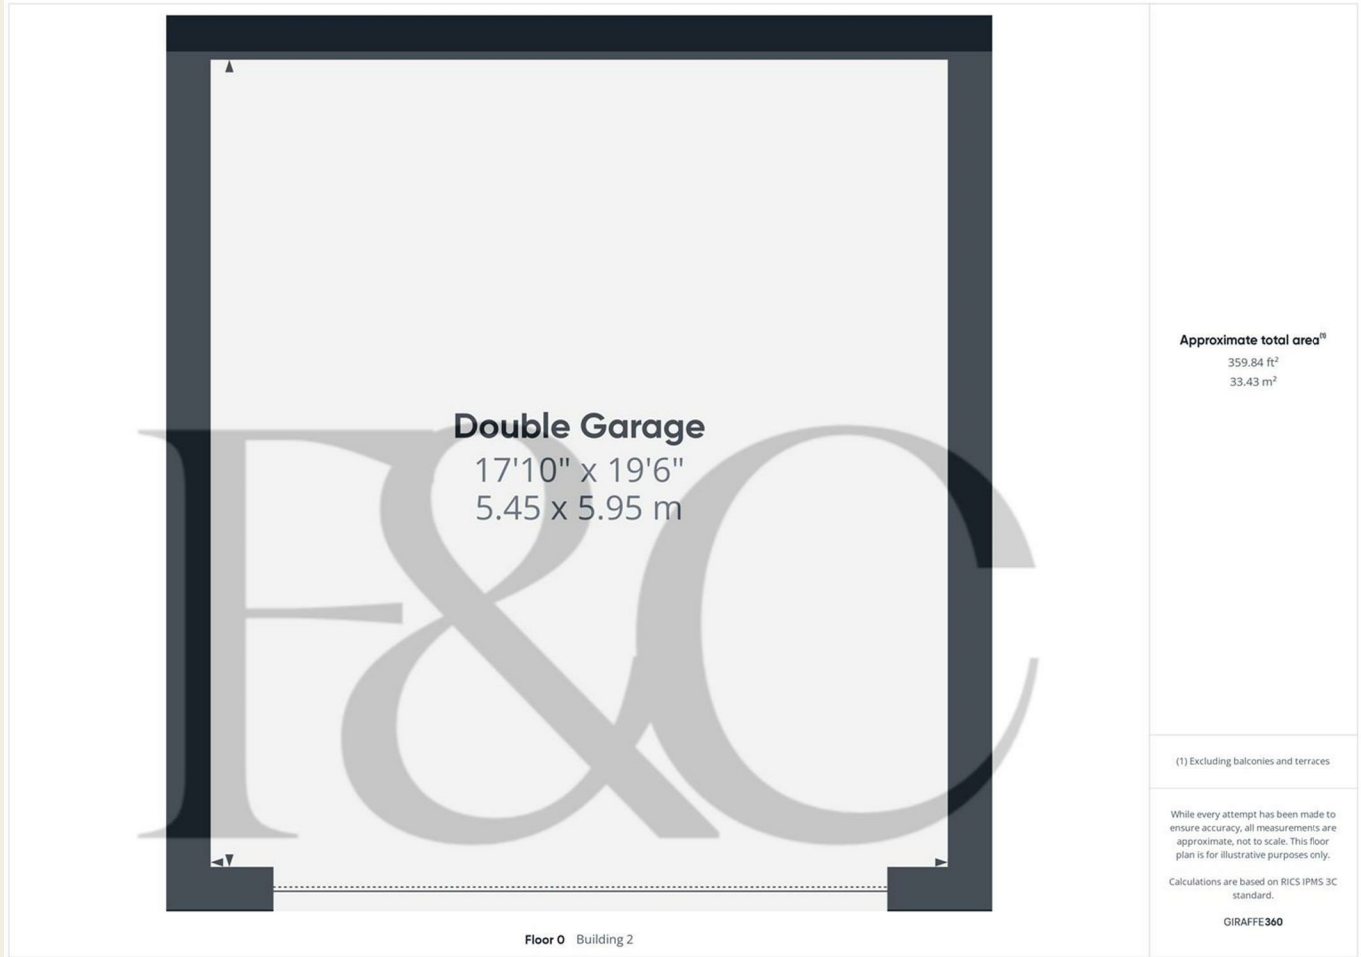 Double Garage
17'10" x 19'6"
5.45 x 5.95 m
F&C
Floor 0 Building 2
Approximate total area(1)
359.84 ft²
33.43 m²
(1) Excluding balconies and terraces
While every attempt has been made to
ensure accuracy, all measurements are
approximate, not to scale. This floor
plan is for illustrative purposes only.
Calculations are based on RICS IPMS 3C
standard.
GIRAFFE360